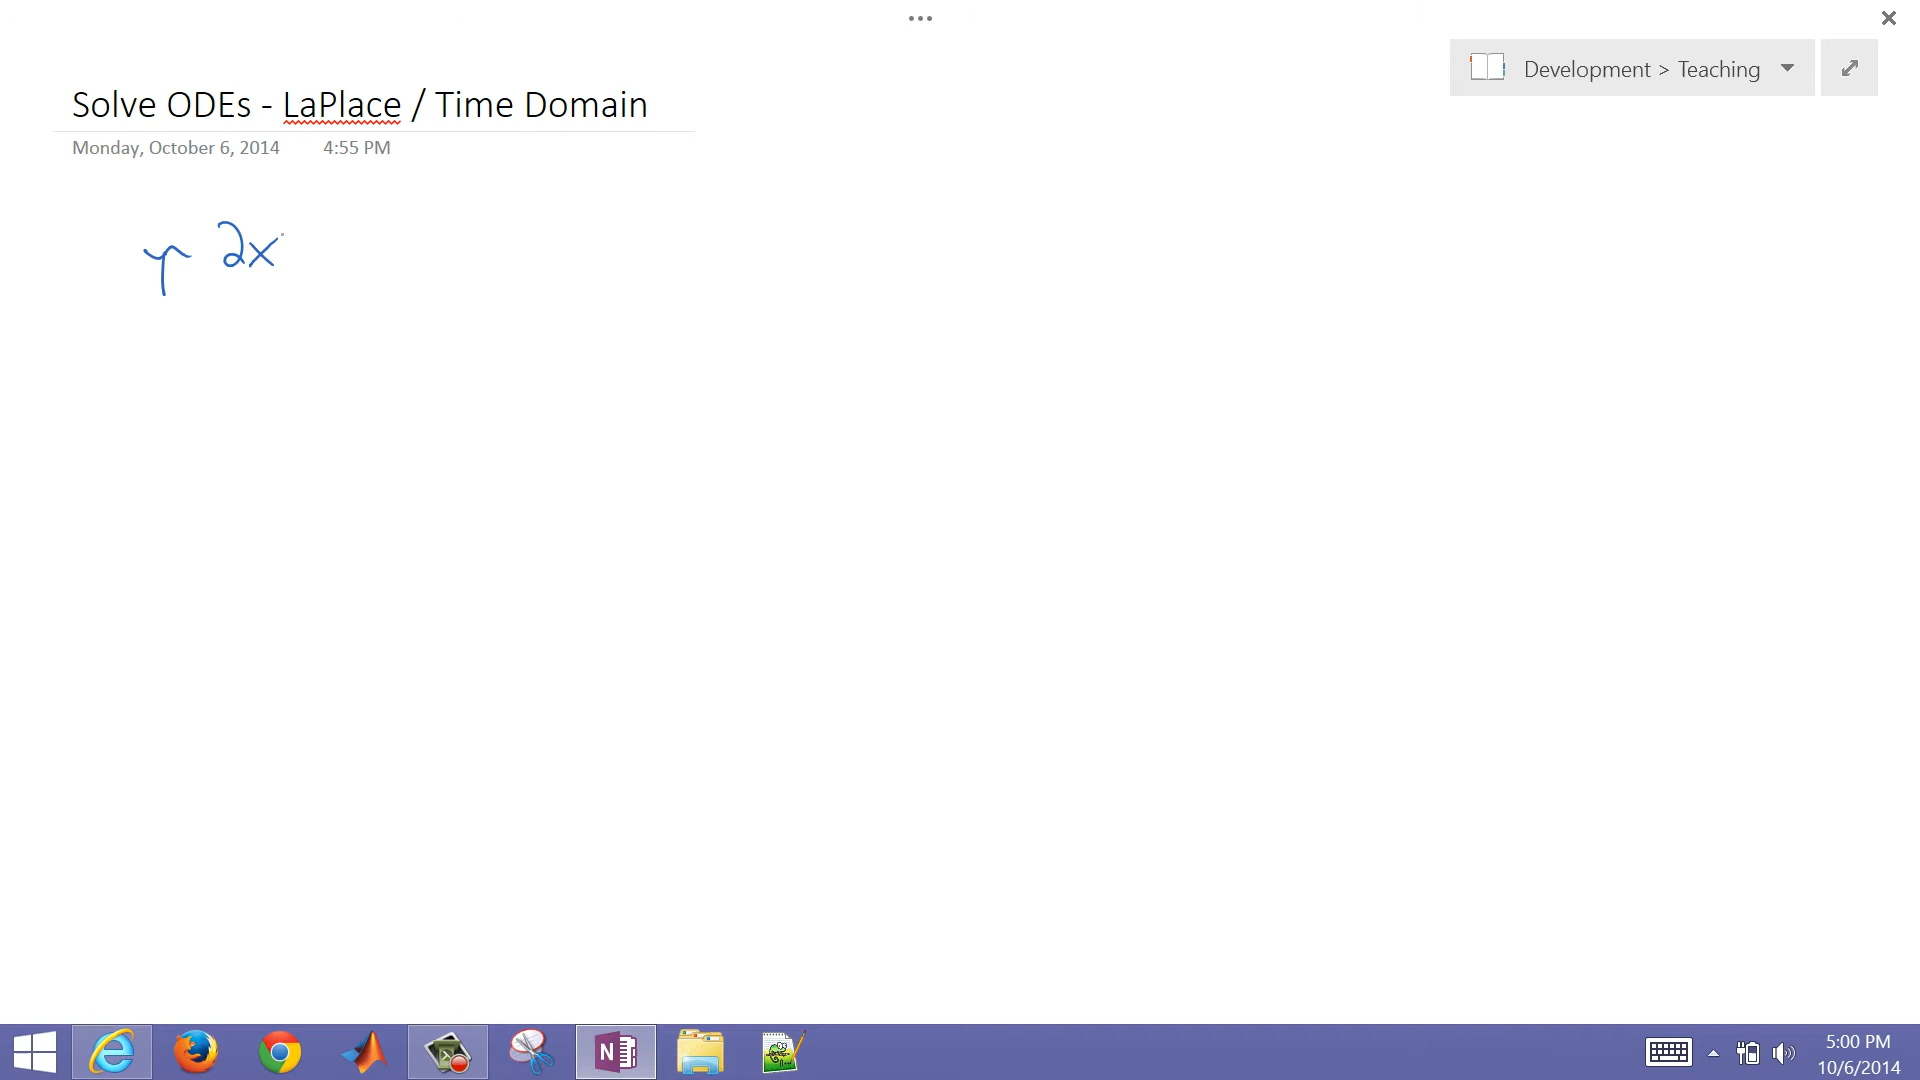 Development > Teaching
Solve ODEs - LaPlace / Time Domain
Monday, October 6, 2014 4:55 PM
2x
5:00 PM
10/6/2014